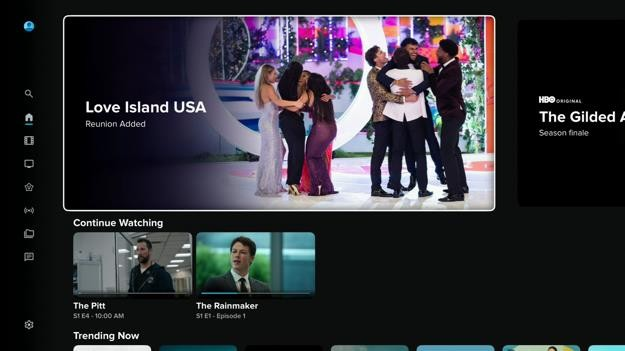 Love Island USA
Reunion Added
HBO ORIGINAL
The Gilded A
Season finale
Continue Watching
The Pitt
S1 E4 - 10:00 AM
The Rainmaker
S1 E1 - Episode 1
Trending Now